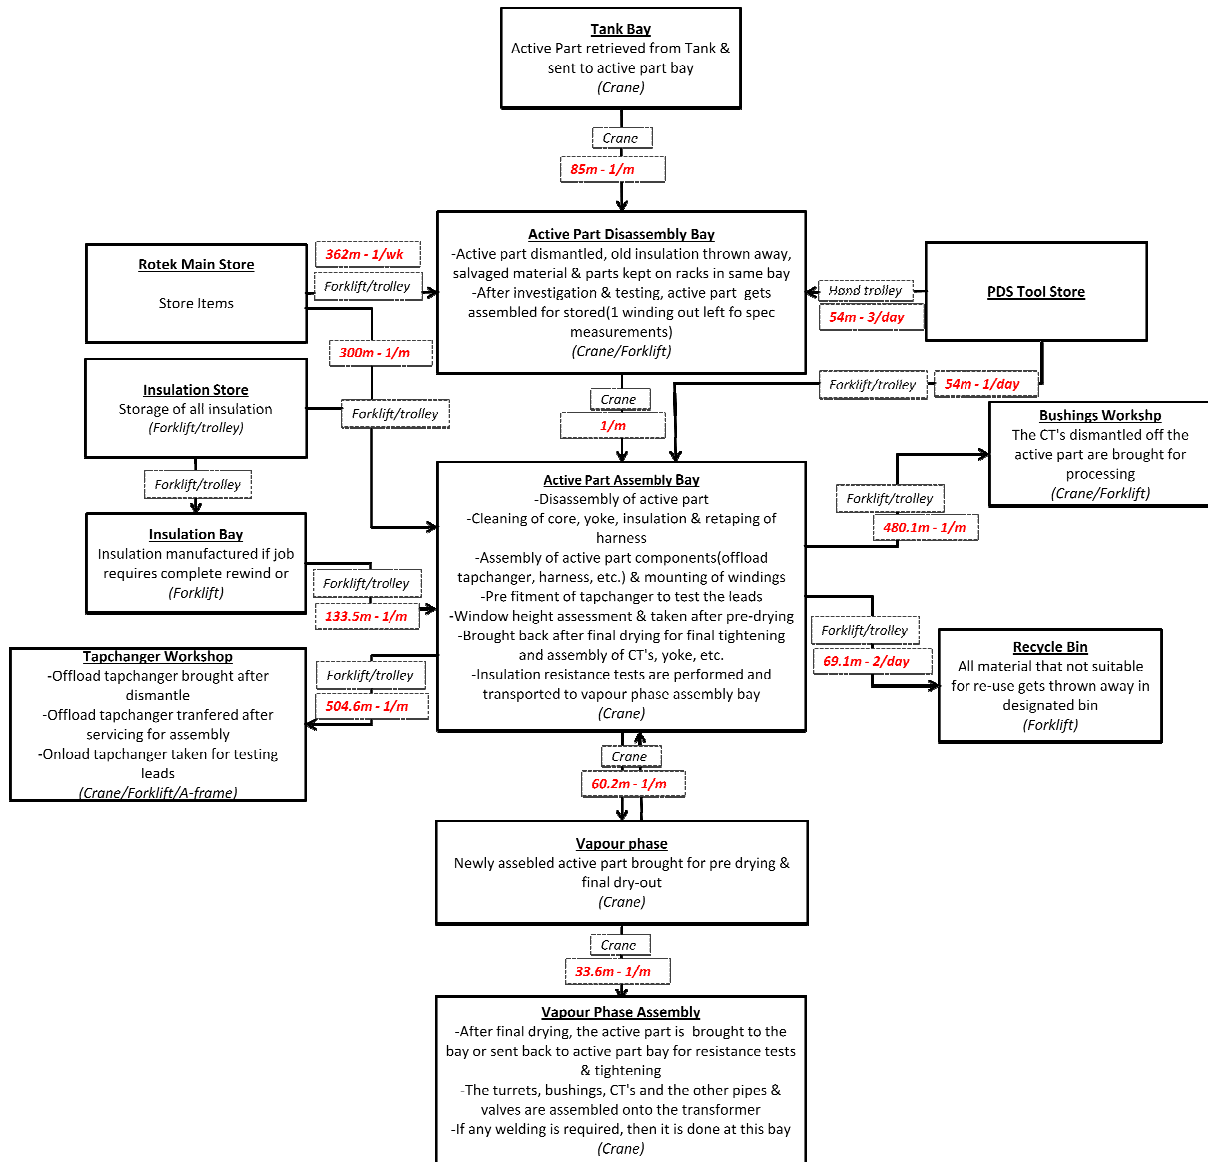 Tank Bay
Active Part retrieved from Tank &
sent to active part bay
(Crane)
Crane
85m - 1/m
Active Part Disassembly Bay
-Active part dismantled, old insulation thrown away,
salvaged material & parts kept on racks in same bay
-After investigation & testing, active part gets
assembled for stored(1 winding out left fo spec
measurements)
(Crane/Forklift)
Rotek Main Store
Store Items
362m - 1/wk
Forklift/trolley
300m - 1/m
Forklift/trolley
PDS Tool Store
Hand trolley
54m - 3/day
Forklift/trolley
54m - 1/day
Insulation Store
Storage of all insulation
(Forklift/trolley)
Forklift/trolley
Crane
1/m
Bushings Workshp
The CT's dismantled off the
active part are brought for
processing
(Crane/Forklift)
Forklift/trolley
480.1m - 1/m
Insulation Bay
Insulation manufactured if job
requires complete rewind or
(Forklift)
Forklift/trolley
133.5m - 1/m
Active Part Assembly Bay
-Disassembly of active part
-Cleaning of core, yoke, insulation & retaping of
harness
-Assembly of active part components(offload
tapchanger, harness, etc.) & mounting of windings
-Pre fitment of tapchanger to test the leads
-Window height assessment & taken after pre-drying
-Brought back after final drying for final tightening
and assembly of CT's, yoke, etc.
-Insulation resistance tests are performed and
transported to vapour phase assembly bay
(Crane)
Forklift/trolley
69.1m - 2/day
Recycle Bin
All material that not suitable
for re-use gets thrown away in
designated bin
(Forklift)
Tapchanger Workshop
-Offload tapchanger brought after
dismantle
-Offload tapchanger tranfered after
servicing for assembly
-Onload tapchanger taken for testing
leads
(Crane/Forklift/A-frame)
Forklift/trolley
504.6m - 1/m
Crane
60.2m - 1/m
Vapour phase
Newly assebled active part brought for pre drying &
final dry-out
(Crane)
Crane
33.6m - 1/m
Vapour Phase Assembly
-After final drying, the active part is brought to the
bay or sent back to active part bay for resistance tests
& tightening
-The turrets, bushings, CT's and the other pipes &
valves are assembled onto the transformer
-If any welding is required, then it is done at this bay
(Crane)